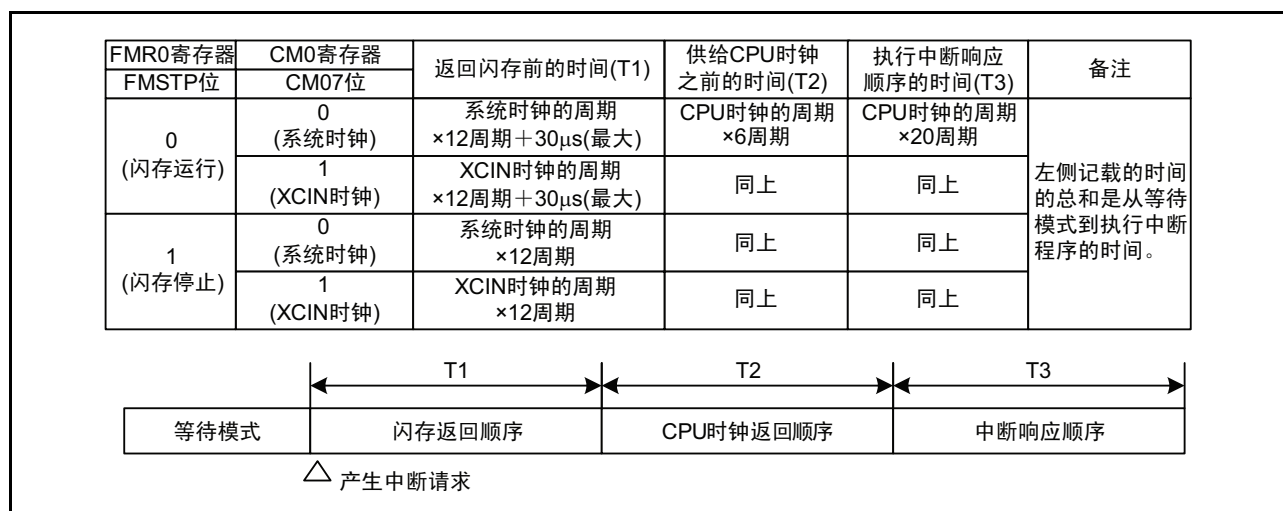 FMR0寄存器 CM0寄存器 返回闪存前的时间(T1) 供给CPU时钟 执行中断响应 备注
FMSTP位 CM07位 之前的时间(T2) 顺序的时间(T3)
0 系统时钟的周期 CPU时钟的周期 CPU时钟的周期
(系统时钟) ×12周期＋30μs(最大) ×6周期 ×20周期
0
(闪存运行)
1 XCIN时钟的周期 同上 同上
(XCIN时钟) ×12周期＋30μs(最大)
0 系统时钟的周期 同上 同上
(系统时钟) ×12周期
1
(闪存停止)
1 XCIN时钟的周期 同上 同上
(XCIN时钟) ×12周期
左侧记载的时间
的总和是从等待
模式到执行中断
程序的时间。
T1 T2 T3
等待模式 闪存返回顺序 CPU时钟返回顺序 中断响应顺序
产生中断请求